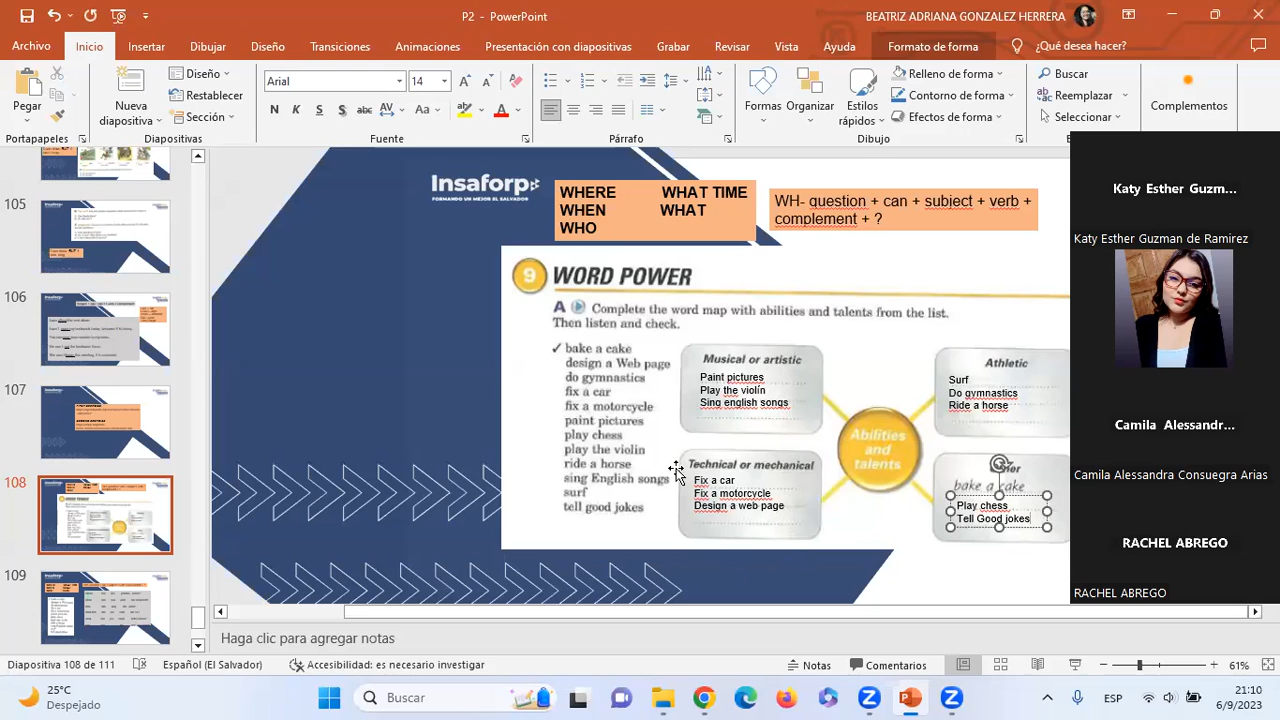 P2 - PowerPoint
BEATRIZ ADRIANA GONZALEZ HERRERA
Archivo Inicio Insertar Dibujar Diseño Transiciones Animaciones Presentación con diapositivas Grabar Revisar Vista Ayuda Formato de forma ¿Qué desea hacer?
Pegar
Nueva diapositiva
Diseño
Restablecer
Sección
Arial 14
N K S S abc AV Aa A
Formas Organizar Estilos rápidos
Relleno de forma
Contorno de forma
Efectos de forma
Buscar
Reemplazar
Seleccionar
Complementos
Portapapeles Diapositivas Fuente Párrafo Dibujo
105
106
107
108
109
Insaforp
FORMANDO UN MEJOR EL SALVADOR
WHERE WHAT TIME
WHEN WHAT
WHO
WH- question + can + subject + verb +
complement + ?
9 WORD POWER
A Complete the word map with abilities and talents from the list.
Then listen and check.
✓ bake a cake
design a Web page
do gymnastics
fix a car
fix a motorcycle
paint pictures
play chess
play the violin
ride a horse
sing English songs
surf
tell good jokes
Musical or artistic
Paint pictures
Play the violin
Sing english songs
Athletic
Surf
Do gymnastics
Ride a horse
Abilities
and
talents
Technical or mechanical
Fix a car
Fix a motorcycle
Design a web page
bake a cake
Play chess
Tell Good jokes
Katy Esther Guzm...
Katy Esther Guzman de Ramirez
Camila Alessandr...
Camila Alessandra Consuegra Arias
RACHEL ABREGO
RACHEL ABREGO
Haga clic para agregar notas
Diapositiva 108 de 111 Español (El Salvador) Accesibilidad: es necesario investigar Notas Comentarios 61%
25°C
Despejado
Buscar
ESP
21:10
6/9/2023